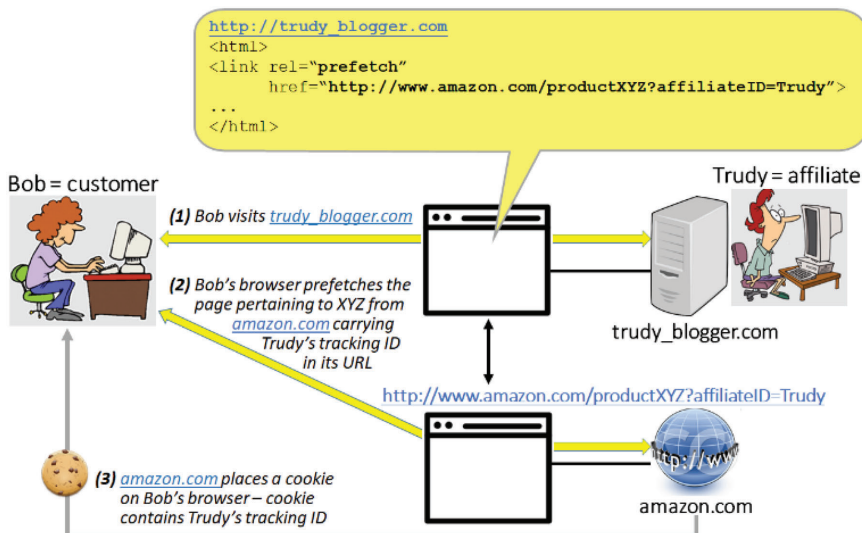 http://trudy_blogger.com
<html>
<link rel=“prefetch”
href=“http://www.amazon.com/productXYZ?affiliateID=Trudy”>
...
</html>
Bob = customer
Trudy = affiliate
(1) Bob visits trudy_blogger.com
(2) Bob’s browser prefetches the
page pertaining to XYZ from
amazon.com carrying
Trudy’s tracking ID
in its URL
trudy_blogger.com
http://www.amazon.com/productXYZ?affiliateID=Trudy
http://www
(3) amazon.com places a cookie
on Bob’s browser – cookie
contains Trudy’s tracking ID
amazon.com